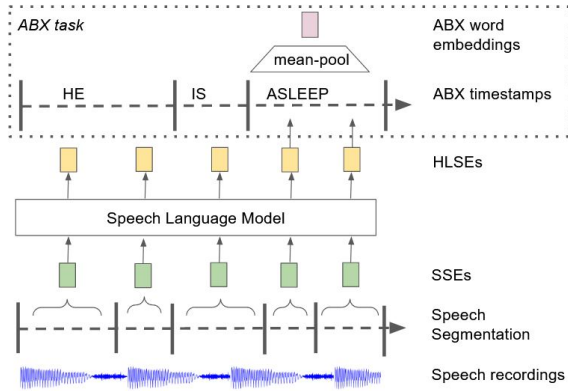 ABX task
ABX word
embeddings
mean-pool
HE
IS
ASLEEP
ABX timestamps
HLSEs
Speech Language Model
SSEs
Speech
Segmentation
Speech recordings